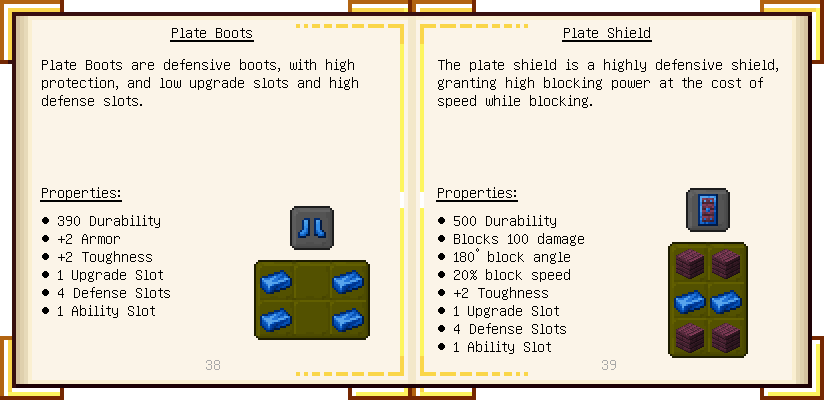 Plate Boots
Plate Boots are defensive boots, with high
protection, and low upgrade slots and high
defense slots.
Properties:
• 390 Durability
• +2 Armor
• +2 Toughness
• 1 Upgrade Slot
• 4 Defense Slots
• 1 Ability Slot
38
Plate Shield
The plate shield is a highly defensive shield,
granting high blocking power at the cost of
speed while blocking.
Properties:
• 500 Durability
• Blocks 100 damage
• 180° block angle
• 20% block speed
• +2 Toughness
• 1 Upgrade Slot
• 4 Defense Slots
• 1 Ability Slot
39